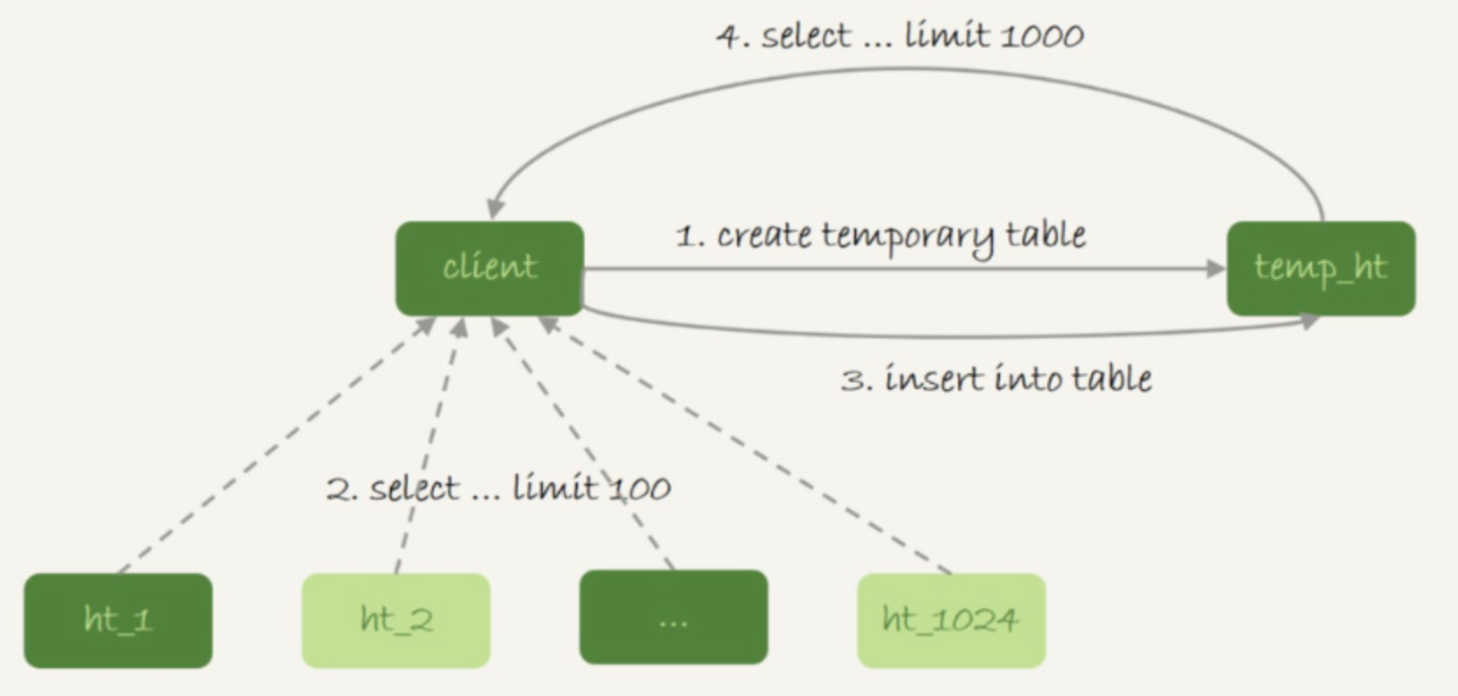 4. select ... limit 1000
1. create temporary table
client
temp_ht
3. insert into table
2. select ... limit 100
ht_1
ht_2
...
ht_1024